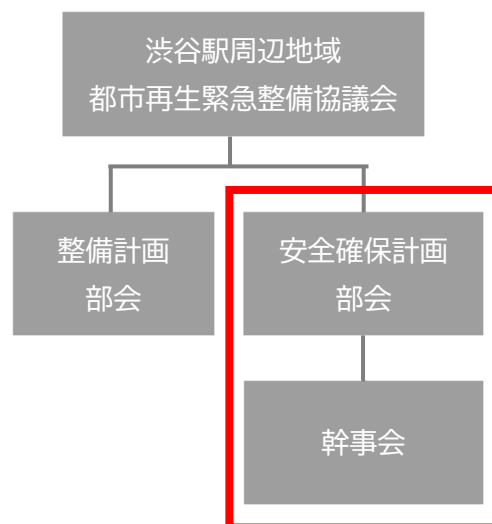 渋谷駅周辺地域
都市再生緊急整備協議会
整備計画
部会
安全確保計画
部会
幹事会